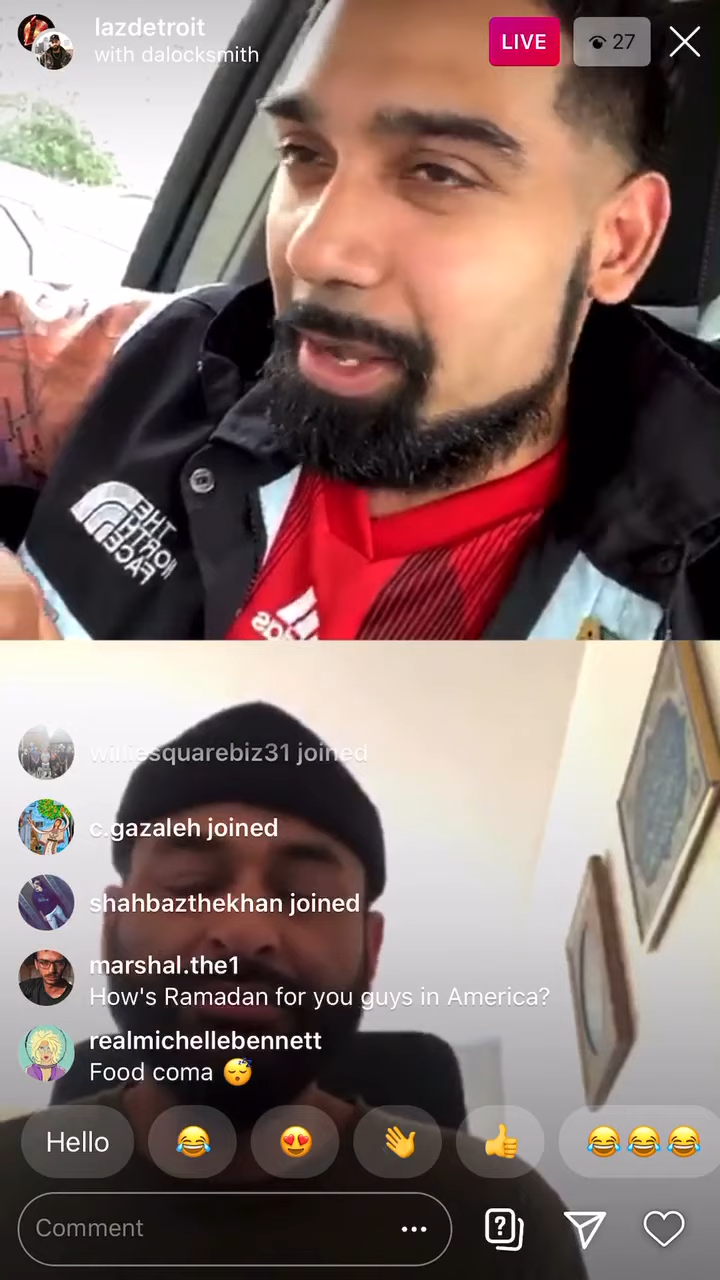 lazdetroit
with dalocksmith
LIVE
27
THE
NORTH
FACE
adidas
williesquarebiz31 joined
c.gazaleh joined
shahbazthekhan joined
marshal.the1
How's Ramadan for you guys in America?
realmichellebennett
Food coma 😴
Hello
😂
😍
👋
👍
😂😂😂
Comment